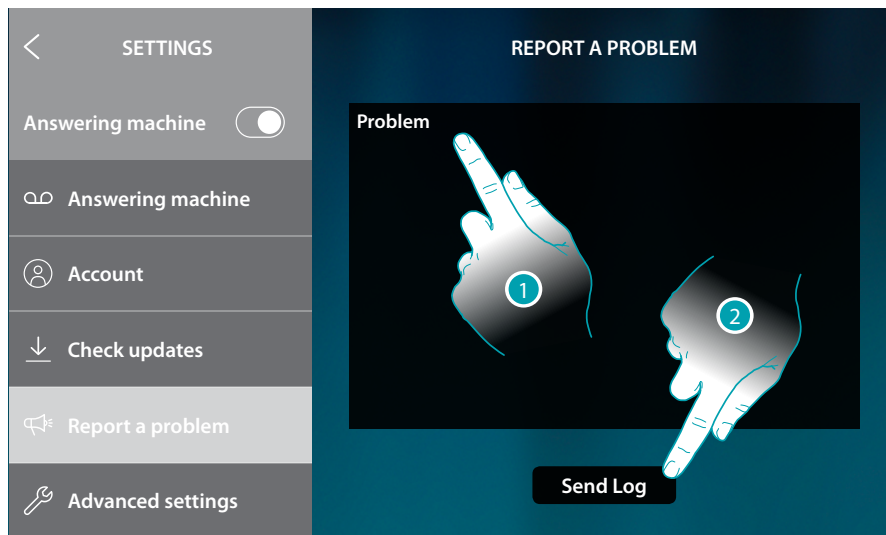 SETTINGS
Answering machine
Answering machine
Account
Check updates
Report a problem
Advanced settings
REPORT A PROBLEM
Problem
1
2
Send Log